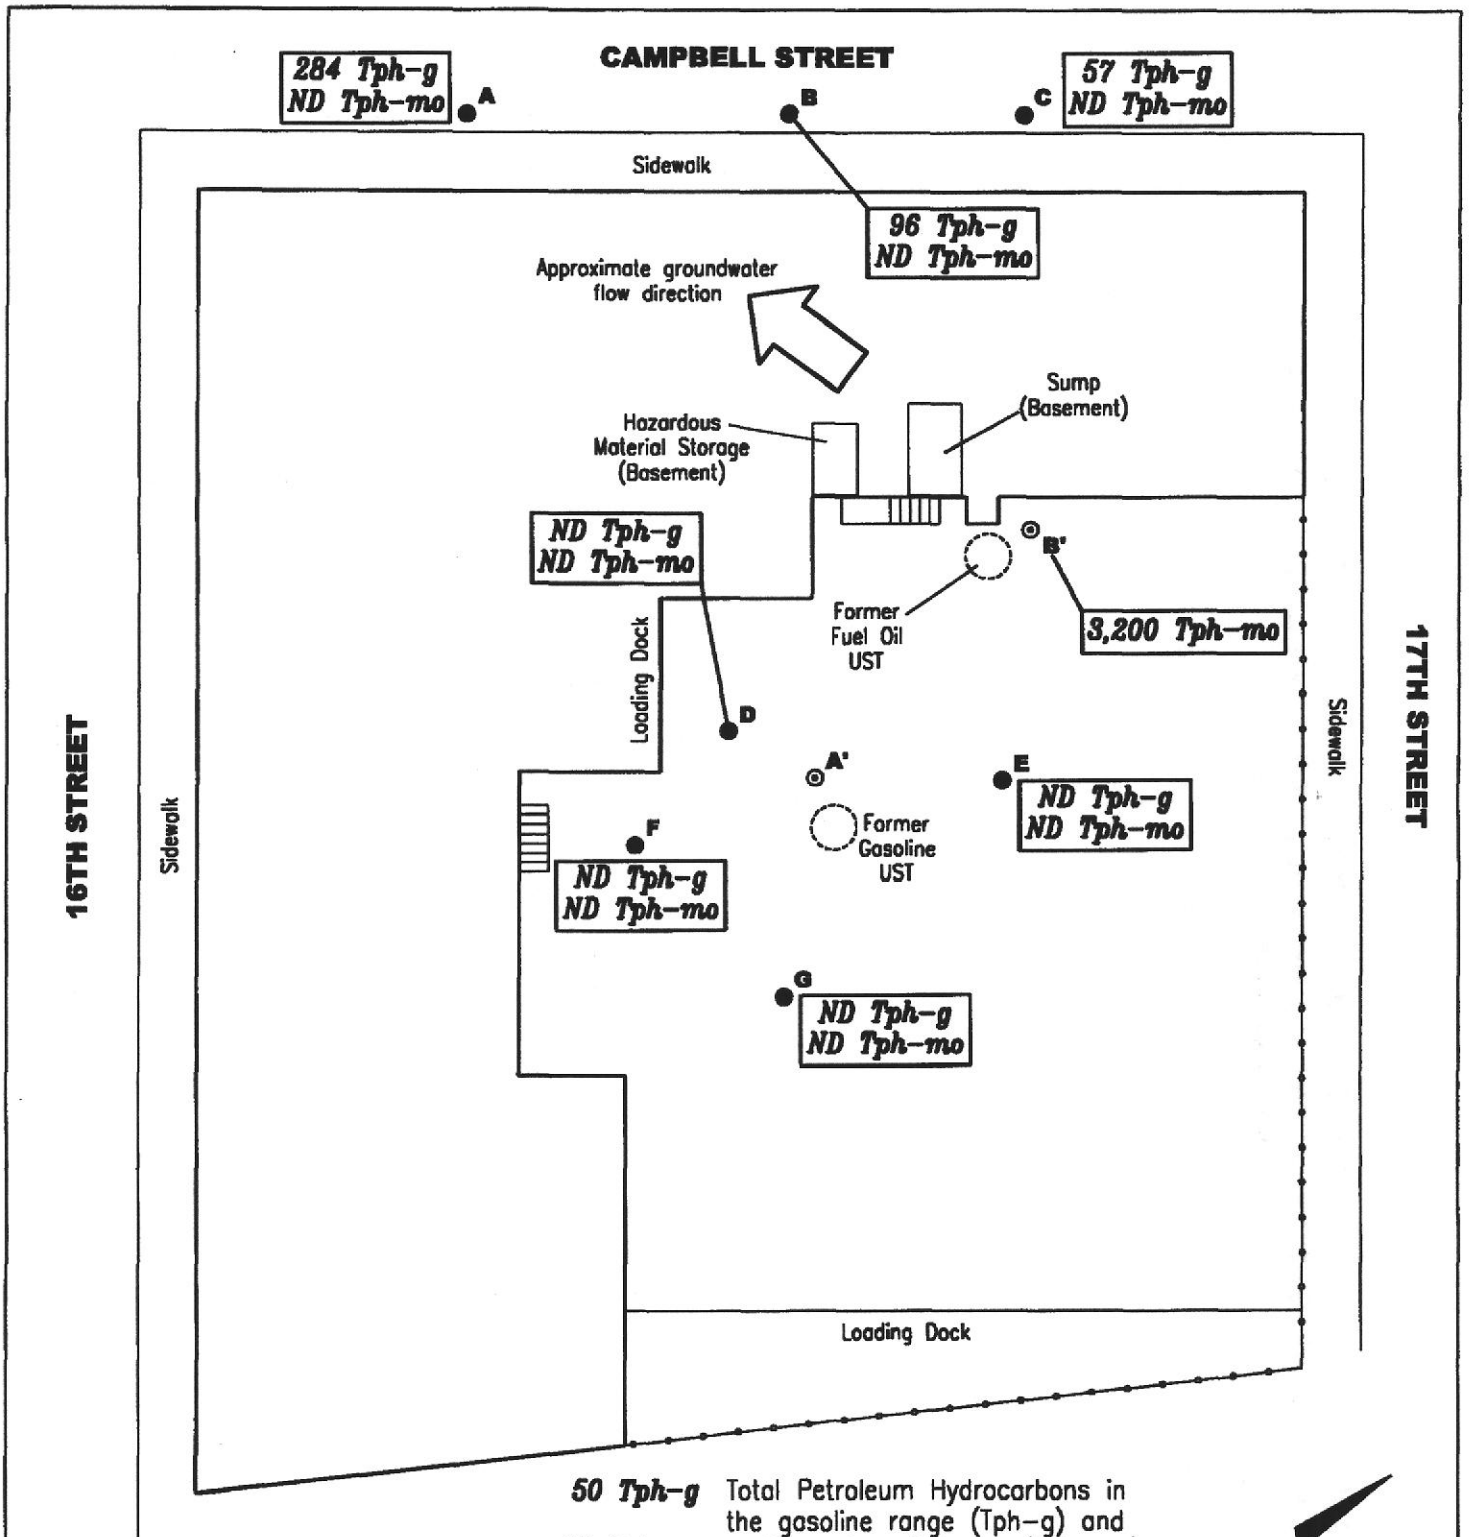 CAMPBELL STREET
284 Tph-g
ND Tph-mo
A
B
C
57 Tph-g
ND Tph-mo
Sidewalk
96 Tph-g
ND Tph-mo
Approximate groundwater
flow direction
Sump
(Basement)
Hazardous
Material Storage
(Basement)
ND Tph-g
ND Tph-mo
B'
Former
Fuel Oil
UST
3,200 Tph-mo
Loading Dock
17TH STREET
Sidewalk
D
A'
E
ND Tph-g
ND Tph-mo
16TH STREET
Sidewalk
F
Former
Gasoline
UST
ND Tph-g
ND Tph-mo
G
ND Tph-g
ND Tph-mo
Loading Dock
50 Tph-g Total Petroleum Hydrocarbons in
the gasoline range (Tph-g) and